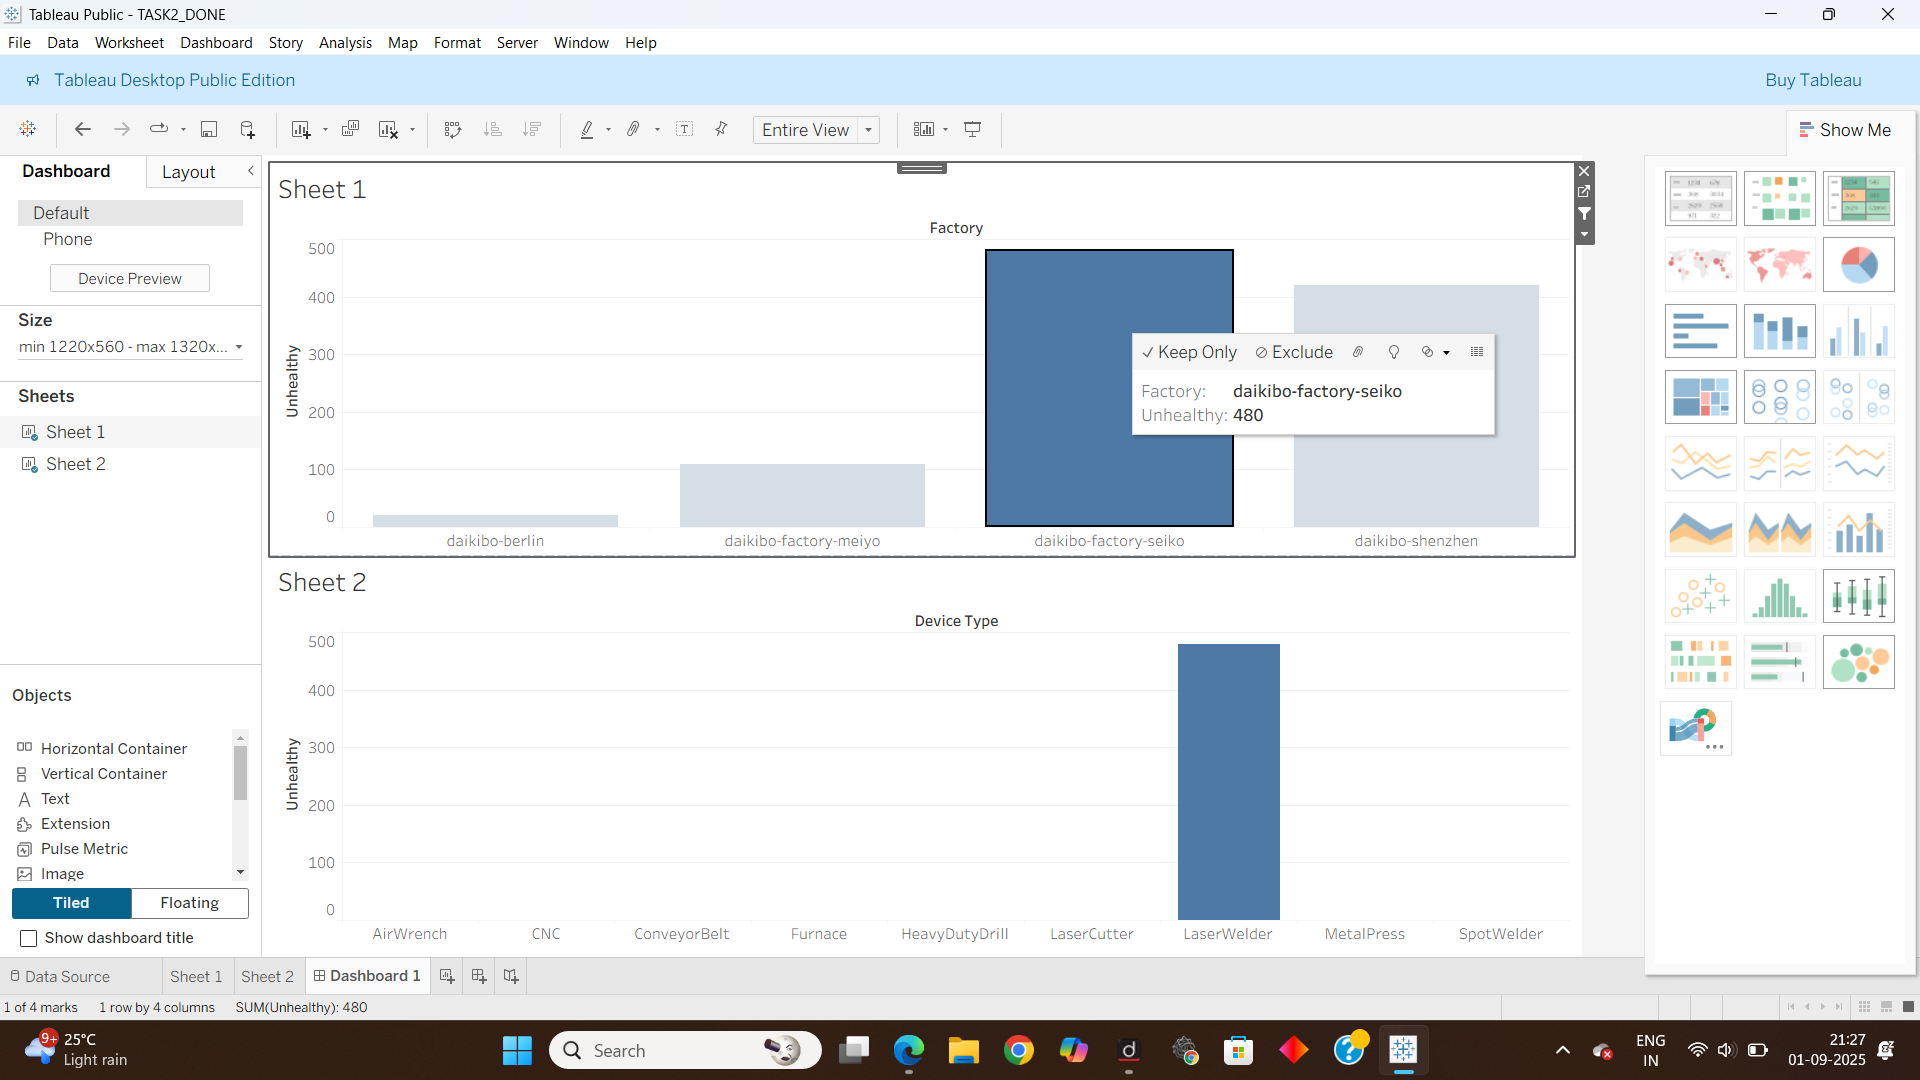 Tableau Public - TASK2_DONE
File Data Worksheet Dashboard Story Analysis Map Format Server Window Help
Tableau Desktop Public Edition
Buy Tableau
Entire View
Show Me
Dashboard
Layout
Default
Phone
Device Preview
Size
min 1220x560 - max 1320x...
Sheets
Sheet 1
Sheet 2
Objects
Horizontal Container
Vertical Container
Text
Extension
Pulse Metric
Image
Tiled
Floating
Show dashboard title
Sheet 1
Factory
Unhealthy
500
400
300
200
100
0
daikibo-berlin
daikibo-factory-meiyo
daikibo-factory-seiko
daikibo-shenzhen
Keep Only
Exclude
Factory: daikibo-factory-seiko
Unhealthy: 480
Sheet 2
Device Type
Unhealthy
500
400
300
200
100
0
AirWrench
CNC
ConveyorBelt
Furnace
HeavyDutyDrill
LaserCutter
LaserWelder
MetalPress
SpotWelder
Data Source
Sheet 1
Sheet 2
Dashboard 1
1 of 4 marks 1 row by 4 columns SUM(Unhealthy): 480
9+
25°C
Light rain
Search
ENG
IN
21:27
01-09-2025